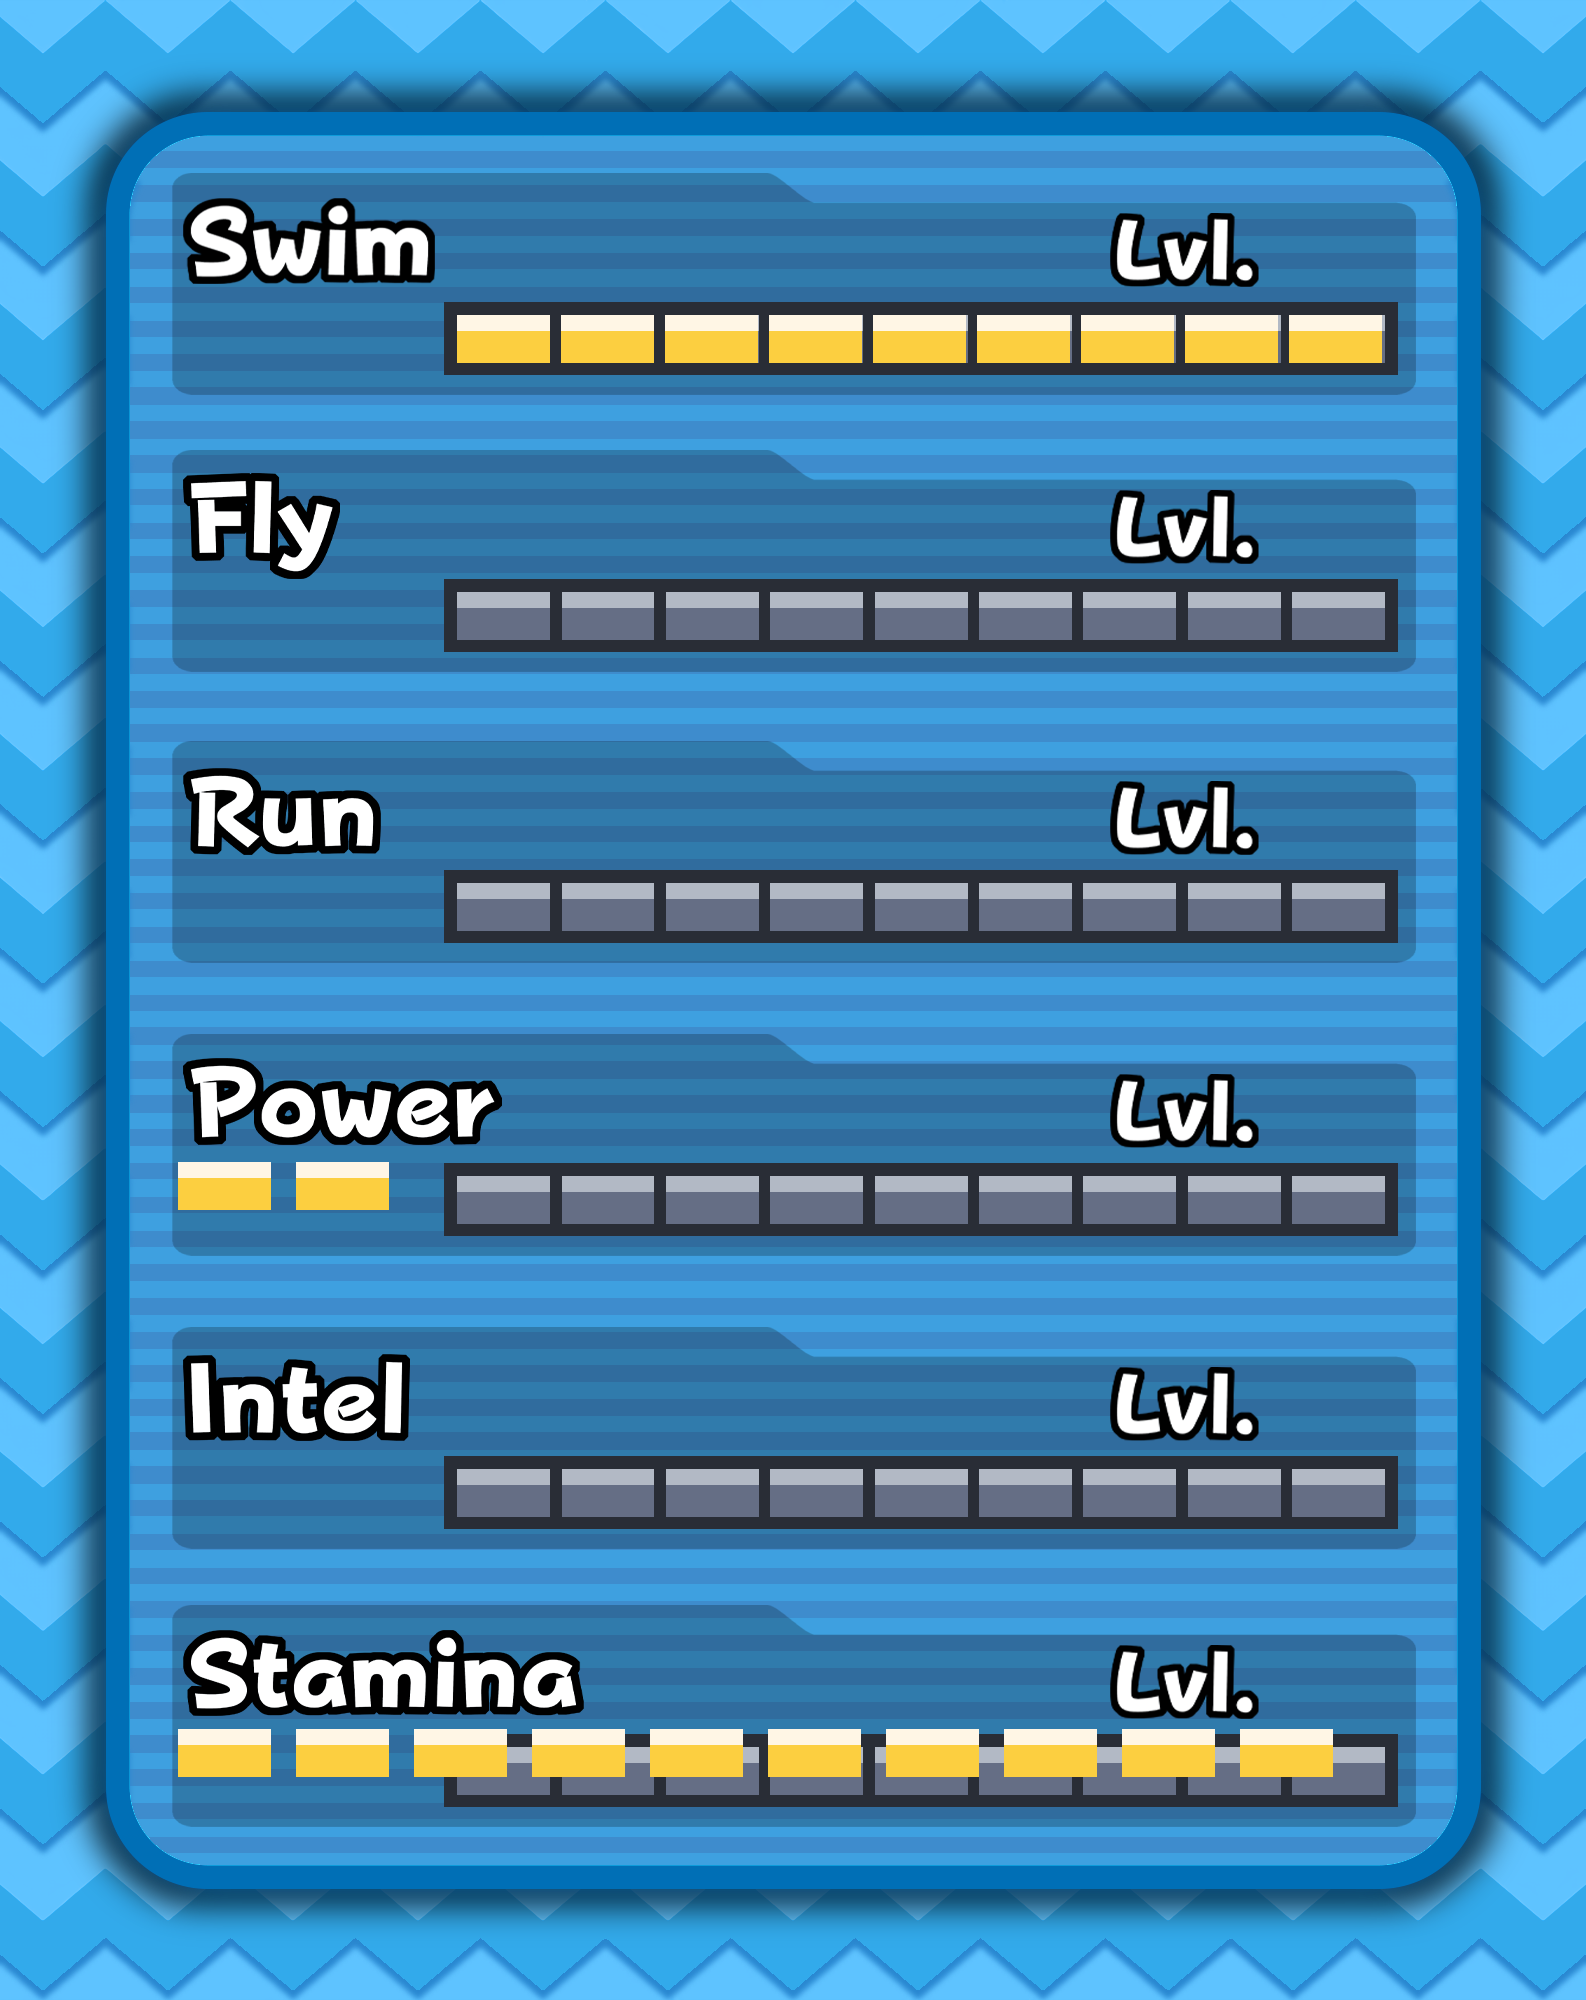 Swim Lvl.
Fly Lvl.
Run Lvl.
Power Lvl.
Intel Lvl.
Stamina Lvl.